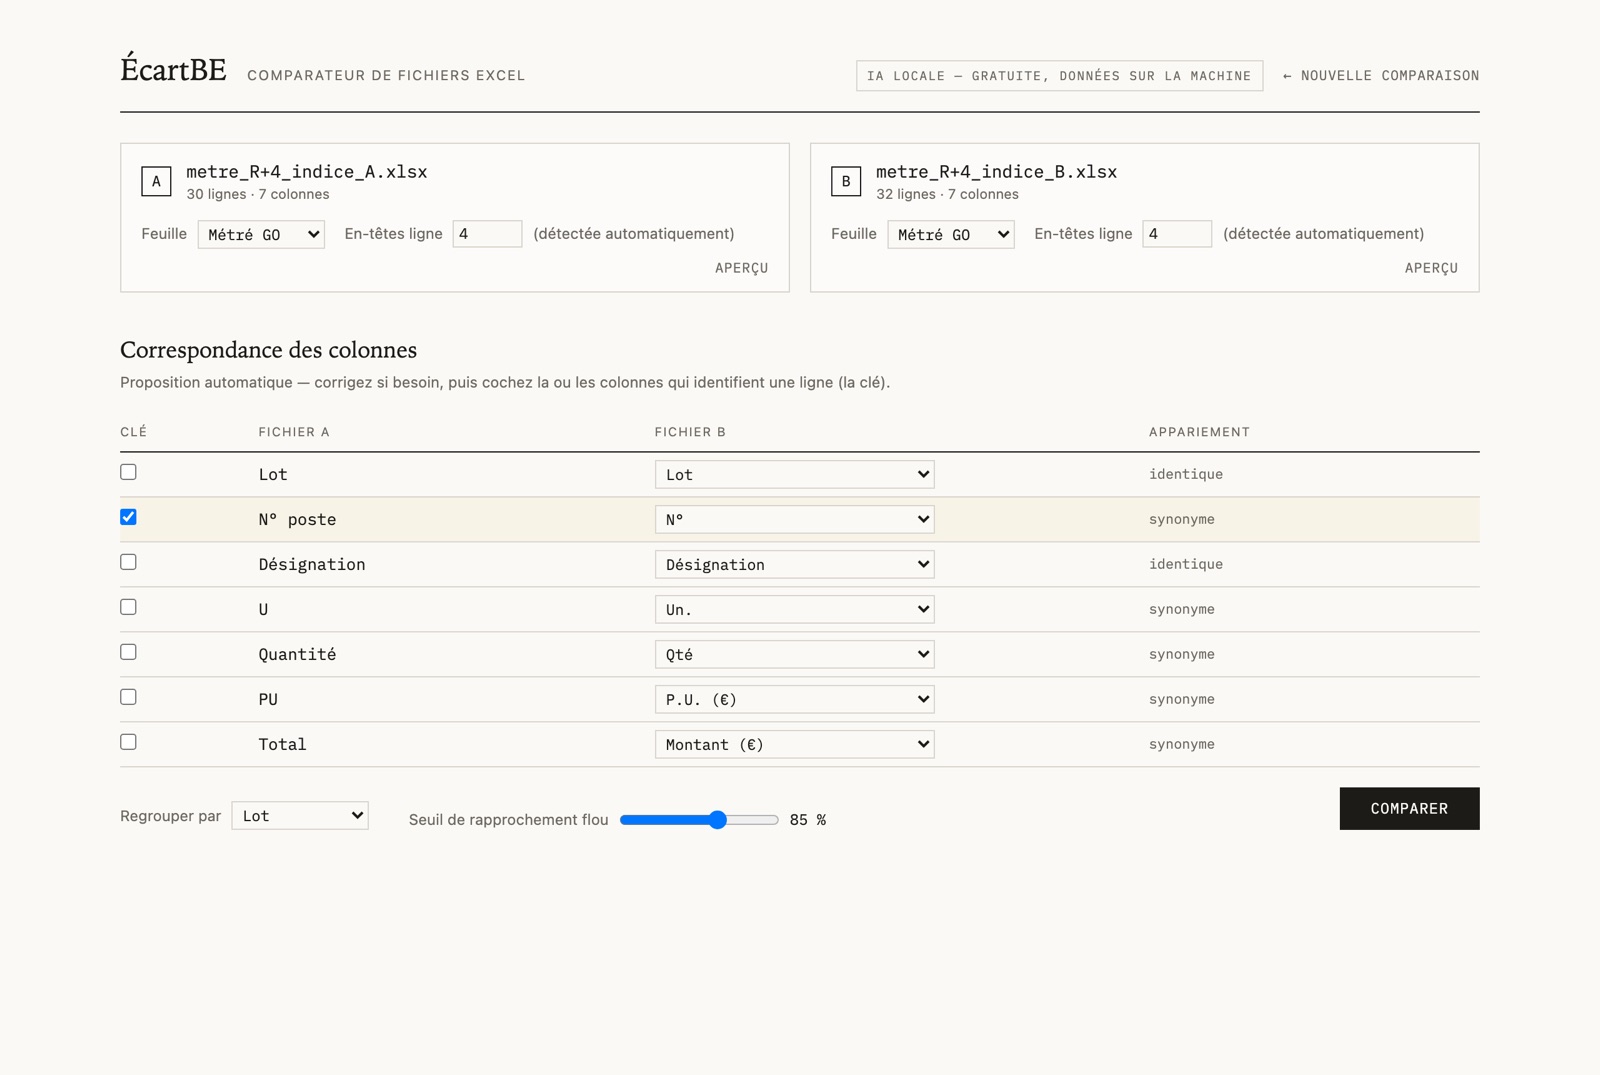 ÉcartBE COMPARATEUR DE FICHIERS EXCEL IA LOCALE — GRATUITE, DONNÉES SUR LA MACHINE ← NOUVELLE COMPARAISON
A metre_R+4_indice_A.xlsx
30 lignes · 7 colonnes
Feuille Métré GO En-têtes ligne 4 (détectée automatiquement)
APERÇU
B metre_R+4_indice_B.xlsx
32 lignes · 7 colonnes
Feuille Métré GO En-têtes ligne 4 (détectée automatiquement)
APERÇU
Correspondance des colonnes
Proposition automatique — corrigez si besoin, puis cochez la ou les colonnes qui identifient une ligne (la clé).
CLÉ FICHIER A FICHIER B APPARIEMENT
Lot Lot identique
N° poste N° synonyme
Désignation Désignation identique
U Un. synonyme
Quantité Qté synonyme
PU P.U. (€) synonyme
Total Montant (€) synonyme
Regrouper par Lot Seuil de rapprochement flou 85 % COMPARER